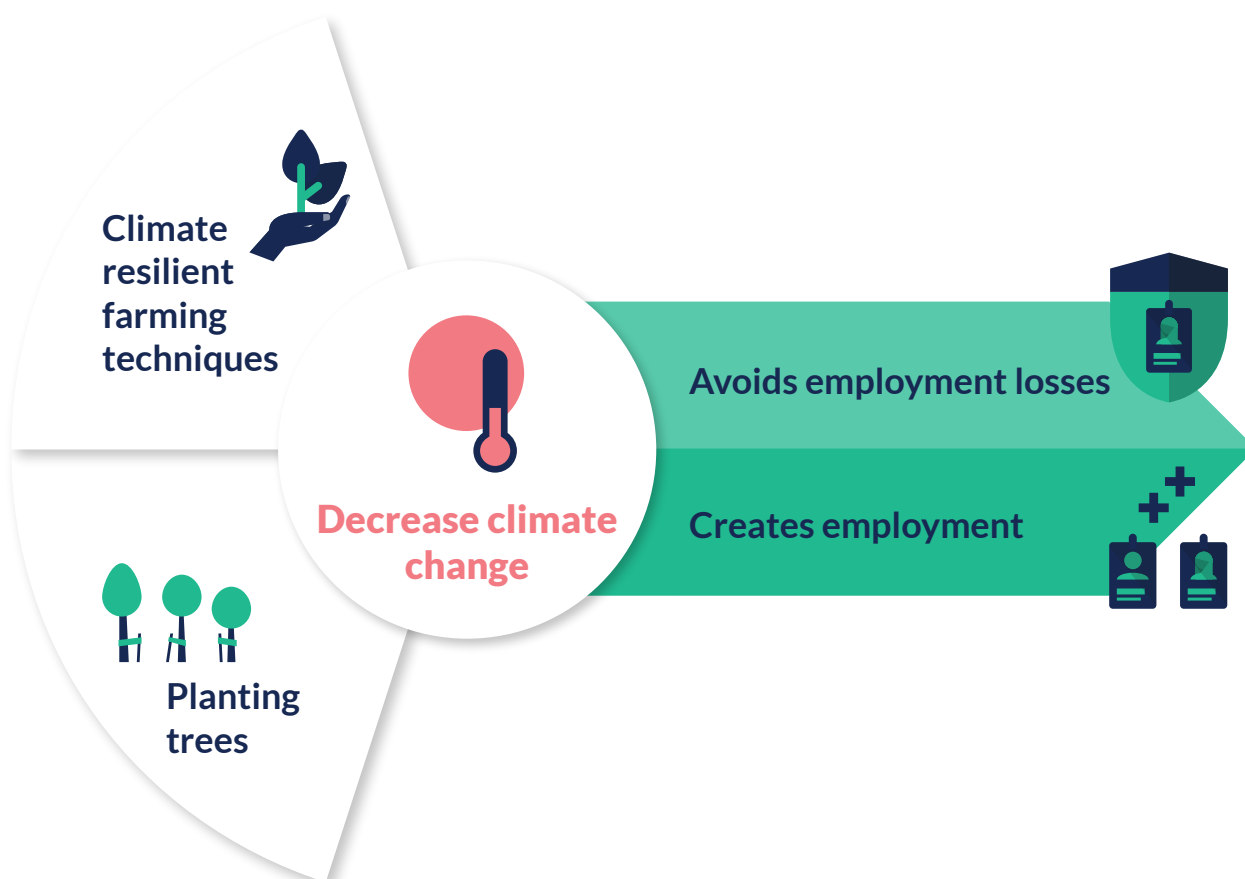 Climate
resilient
farming
techniques
Planting
trees
Decrease climate
change
Avoids employment losses
Creates employment